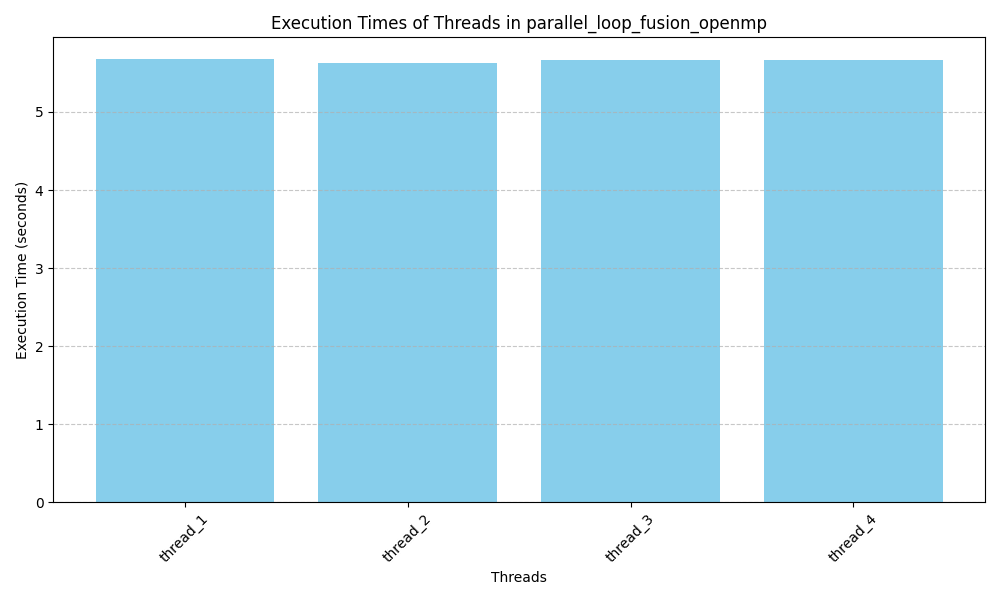 Execution Times of Threads in parallel_loop_fusion_openmp
Execution Time (seconds)
5
4
3
2
1
0
thread_1
thread_2
thread_3
thread_4
Threads